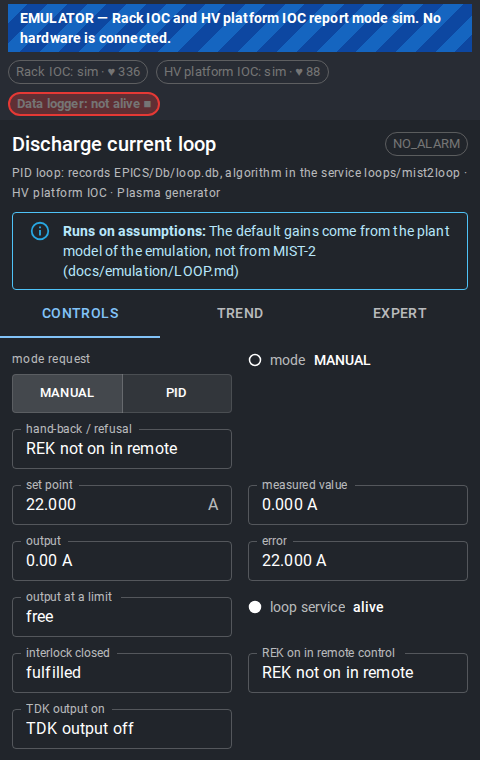 EMULATOR — Rack IOC and HV platform IOC report mode sim. No
hardware is connected.
Rack IOC: sim · ♥ 336
HV platform IOC: sim · ♥ 88
Data logger: not alive ■
Discharge current loop
NO_ALARM
PID loop: records EPICS/Db/loop.db, algorithm in the service loops/mist2loop ·
HV platform IOC · Plasma generator
Runs on assumptions: The default gains come from the plant
model of the emulation, not from MIST-2
(docs/emulation/LOOP.md)
CONTROLS TREND EXPERT
mode request
mode MANUAL
MANUAL PID
hand-back / refusal
REK not on in remote
set point measured value
22.000 A 0.000 A
output error
0.00 A 22.000 A
output at a limit
free
loop service alive
interlock closed REK on in remote control
fulfilled REK not on in remote
TDK output on
TDK output off